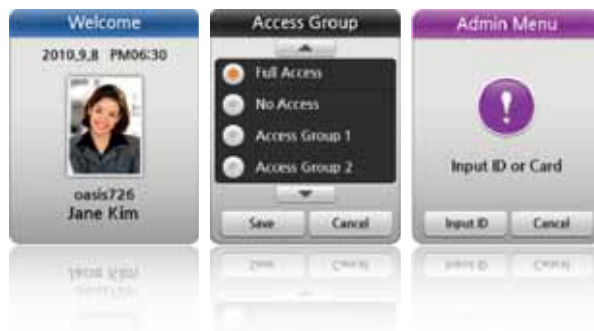 Welcome
2010.9.8 PM06:30
oasis726
Jane Kim
Access Group
Full Access
No Access
Access Group 1
Access Group 2
Save Cancel
Admin Menu
Input ID or Card
Input ID Cancel